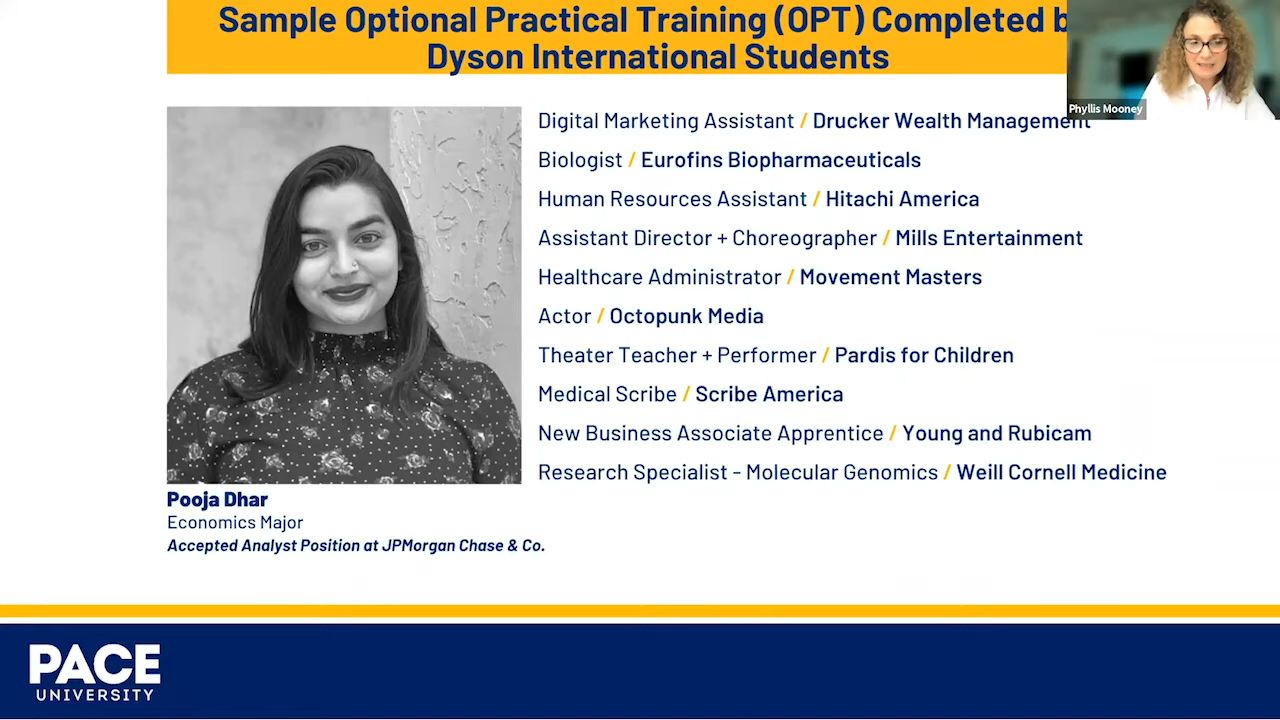 Sample Optional Practical Training (OPT) Completed
Dyson International Students
Phyllis Mooney
Digital Marketing Assistant / Drucker Wealth Management
Biologist / Eurofins Biopharmaceuticals
Human Resources Assistant / Hitachi America
Assistant Director + Choreographer / Mills Entertainment
Healthcare Administrator / Movement Masters
Actor / Octopunk Media
Theater Teacher + Performer / Pardis for Children
Medical Scribe / Scribe America
New Business Associate Apprentice / Young and Rubicam
Research Specialist - Molecular Genomics / Weill Cornell Medicine
Pooja Dhar
Economics Major
Accepted Analyst Position at JPMorgan Chase & Co.
PACE
UNIVERSITY